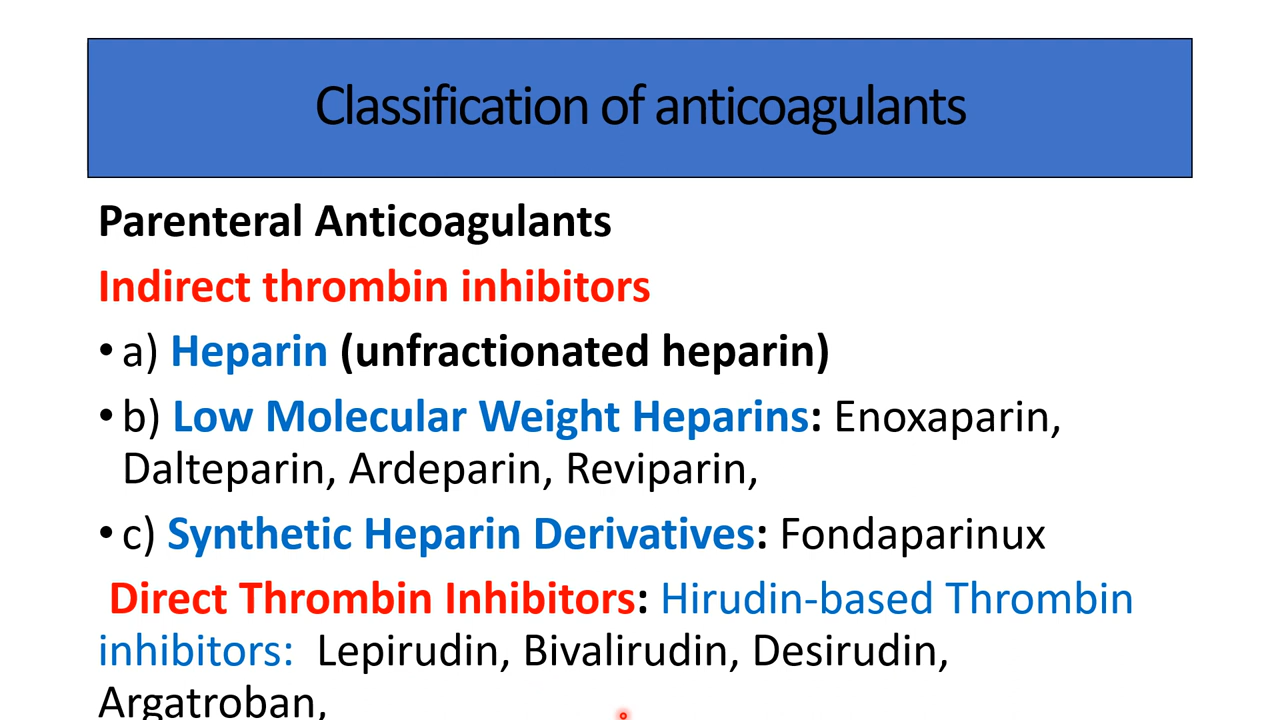 Classification of anticoagulants
Parenteral Anticoagulants
Indirect thrombin inhibitors
• a) Heparin (unfractionated heparin)
• b) Low Molecular Weight Heparins: Enoxaparin,
Dalteparin, Ardeparin, Reviparin,
• c) Synthetic Heparin Derivatives: Fondaparinux
Direct Thrombin Inhibitors: Hirudin-based Thrombin
inhibitors: Lepirudin, Bivalirudin, Desirudin,
Argatroban,